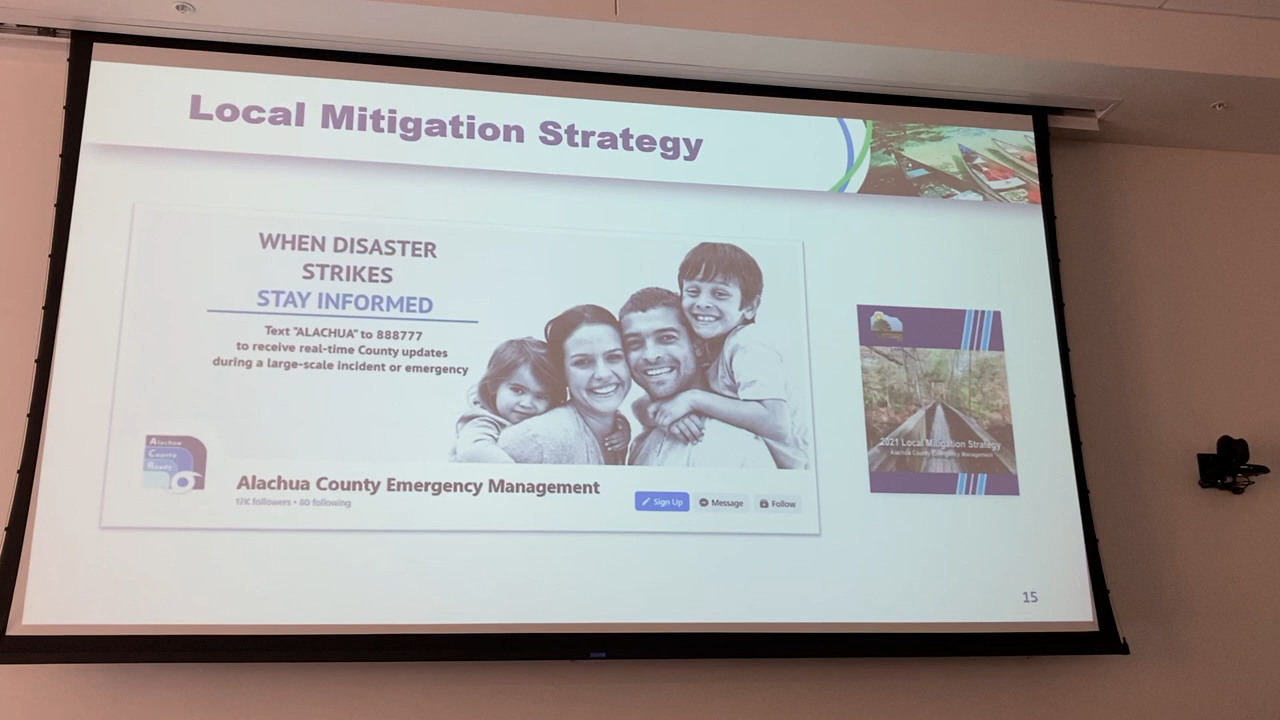 Local Mitigation Strategy
WHEN DISASTER
STRIKES
STAY INFORMED
Text "ALACHUA" to 888777
to receive real-time County updates
during a large-scale incident or emergency
Alachua
County
Ready
Alachua County Emergency Management
17K followers • 60 following
Sign Up
Message
Follow
2021 Local Mitigation Strategy
Alachua County Emergency Management
15